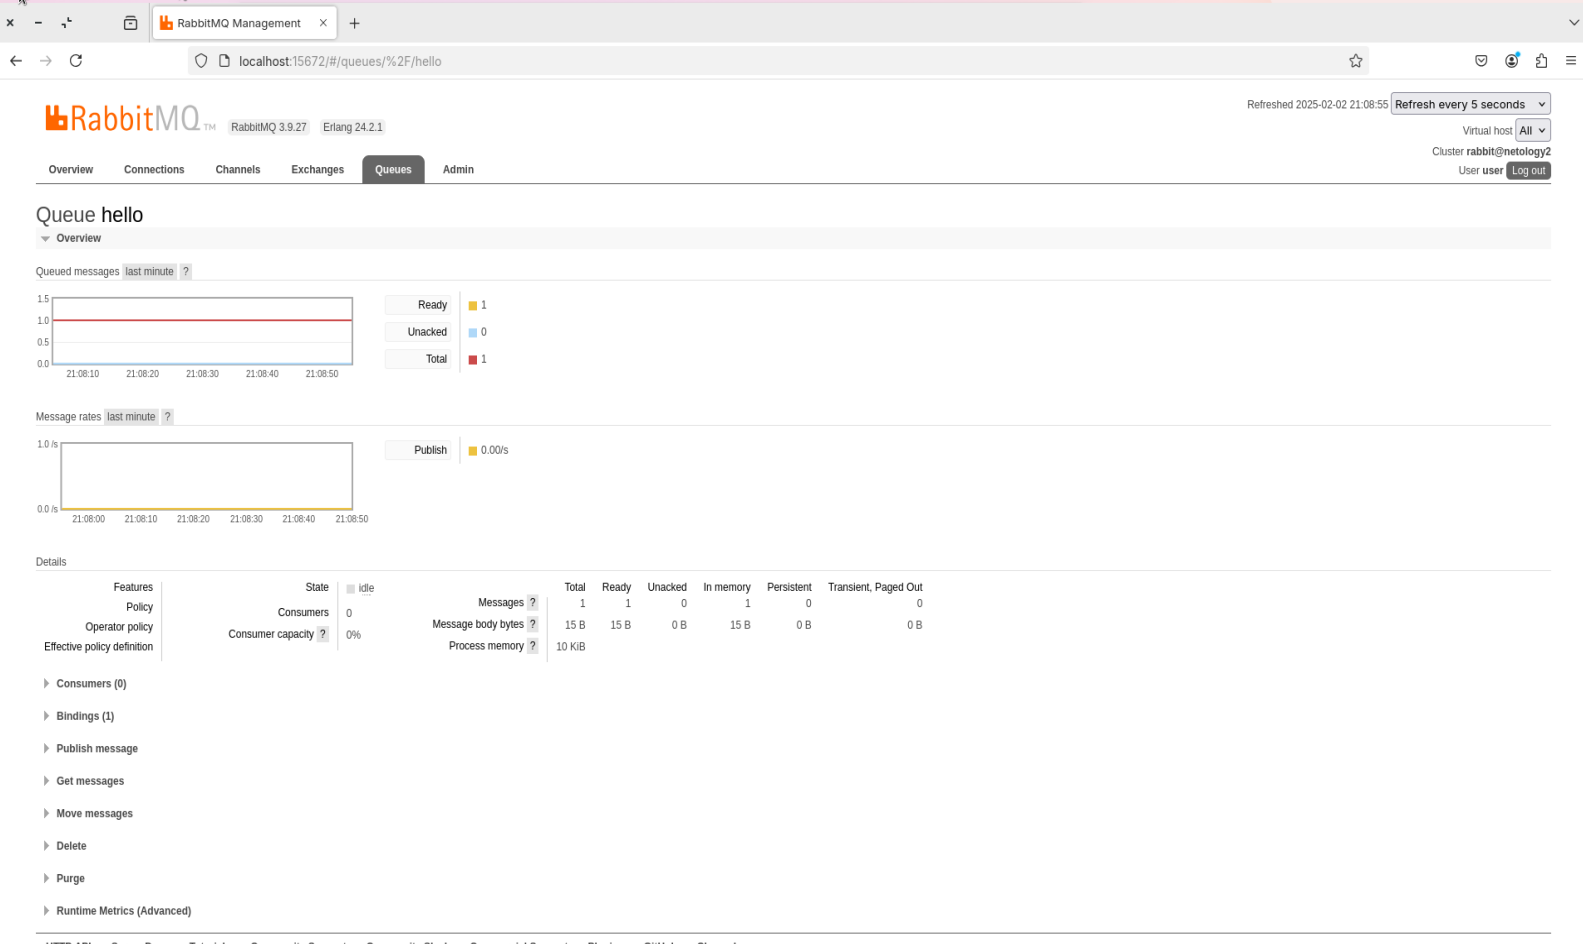 RabbitMQ Management
localhost:15672/#/queues/%2F/hello
RabbitMQ TM
RabbitMQ 3.9.27 Erlang 24.2.1
Refreshed 2025-02-02 21:08:55 Refresh every 5 seconds
Virtual host All
Cluster rabbit@netology2
User user Log out
Overview Connections Channels Exchanges Queues Admin
Queue hello
Overview
Queued messages last minute ?
1.5
1.0
0.5
0.0
21:08:10 21:08:20 21:08:30 21:08:40 21:08:50
Ready 1
Unacked 0
Total 1
Message rates last minute ?
1.0 /s
0.0 /s
21:08:00 21:08:10 21:08:20 21:08:30 21:08:40 21:08:50
Publish 0.00/s
Details
Features
Policy
Operator policy
Effective policy definition
State idle
Consumers 0
Consumer capacity ? 0%
Total Ready Unacked In memory Persistent Transient, Paged Out
Messages ? 1 1 0 1 0 0
Message body bytes ? 15 B 15 B 0 B 15 B 0 B 0 B
Process memory ? 10 KiB
Consumers (0)
Bindings (1)
Publish message
Get messages
Move messages
Delete
Purge
Runtime Metrics (Advanced)